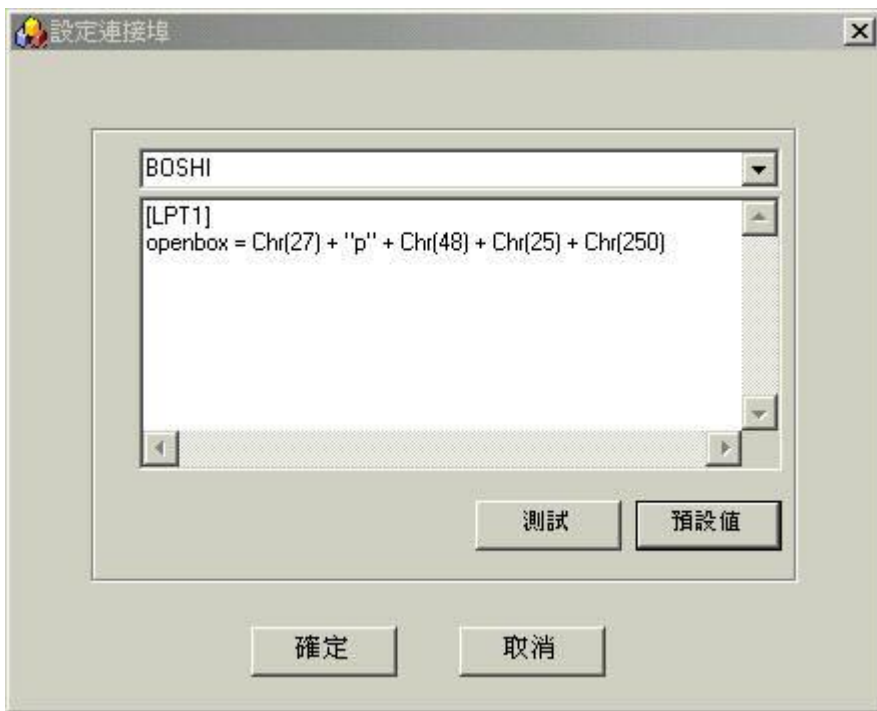 設定連接埠
BOSHI
[LPT1]
openbox = Chr(27) + "p" + Chr(48) + Chr(25) + Chr(250)
測試
預設值
確定
取消